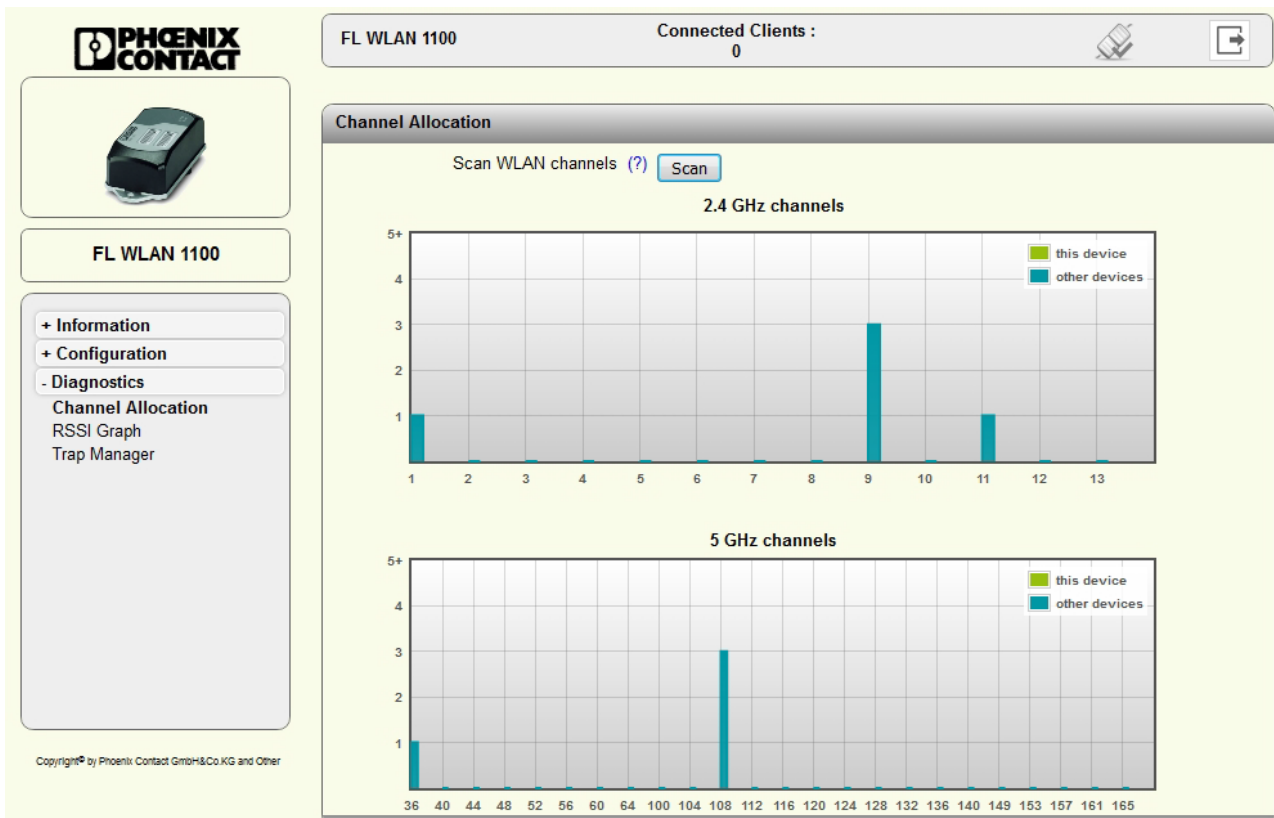 PHŒNIX
CONTACT
FL WLAN 1100
Connected Clients :
0
FL WLAN 1100
+ Information
+ Configuration
- Diagnostics
Channel Allocation
RSSI Graph
Trap Manager
Copyright© by Phoenix Contact GmbH&Co.KG and Other
Channel Allocation
Scan WLAN channels (?) Scan
2.4 GHz channels
5+
4
3
2
1
this device
other devices
1 2 3 4 5 6 7 8 9 10 11 12 13
5 GHz channels
5+
4
3
2
1
this device
other devices
36 40 44 48 52 56 60 64 100 104 108 112 116 120 124 128 132 136 140 149 153 157 161 165